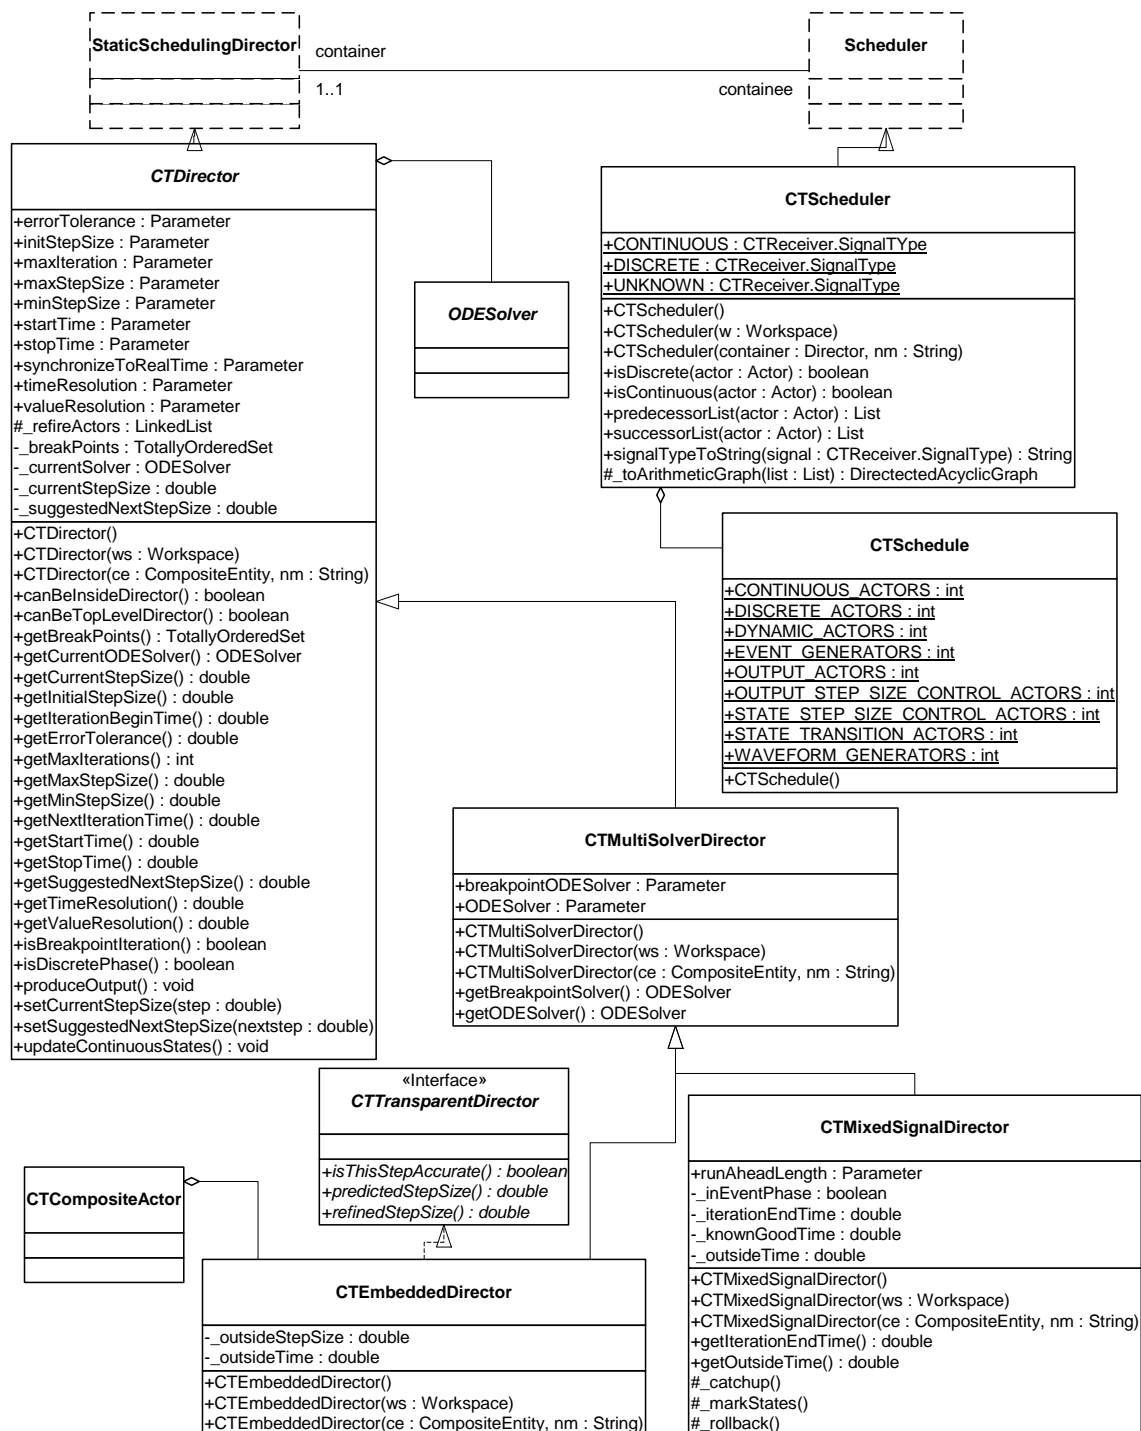 StaticSchedulingDirector
container
1..1
Scheduler
containee
CTDirector
+errorTolerance : Parameter
+initStepSize : Parameter
+maxIteration : Parameter
+maxStepSize : Parameter
+minStepSize : Parameter
+startTime : Parameter
+stopTime : Parameter
+synchronizeToRealTime : Parameter
+timeResolution : Parameter
+valueResolution : Parameter
#_refireActors : LinkedList
-_breakPoints : TotallyOrderedSet
-_currentSolver : ODESolver
-_currentStepSize : double
-_suggestedNextStepSize : double
+CTDirector()
+CTDirector(ws : Workspace)
+CTDirector(ce : CompositeEntity, nm : String)
+canBeInsideDirector() : boolean
+canBeTopLevelDirector() : boolean
+getBreakPoints() : TotallyOrderedSet
+getCurrentODESolver() : ODESolver
+getCurrentStepSize() : double
+getInitialStepSize() : double
+getIterationBeginTime() : double
+getErrorTolerance() : double
+getMaxIterations() : int
+getMaxStepSize() : double
+getMinStepSize() : double
+getNextIterationTime() : double
+getStartTime() : double
+getStopTime() : double
+getSuggestedNextStepSize() : double
+getTimeResolution() : double
+getValueResolution() : double
+isBreakpointIteration() : boolean
+isDiscretePhase() : boolean
+produceOutput() : void
+setCurrentStepSize(step : double)
+setSuggestedNextStepSize(nextstep : double)
+updateContinuousStates() : void
ODESolver
CTScheduler
+CONTINUOUS : CTReceiver.SignalTYpe
+DISCRETE : CTReceiver.SignalType
+UNKNOWN : CTReceiver.SignalType
+CTScheduler()
+CTScheduler(w : Workspace)
+CTScheduler(container : Director, nm : String)
+isDiscrete(actor : Actor) : boolean
+isContinuous(actor : Actor) : boolean
+predecessorList(actor : Actor) : List
+successorList(actor : Actor) : List
+signalTypeToString(signal : CTReceiver.SignalType) : String
#_toArithmeticGraph(list : List) : DirectectedAcyclicGraph
CTSchedule
+CONTINUOUS_ACTORS : int
+DISCRETE_ACTORS : int
+DYNAMIC_ACTORS : int
+EVENT_GENERATORS : int
+OUTPUT_ACTORS : int
+OUTPUT_STEP_SIZE_CONTROL_ACTORS : int
+STATE_STEP_SIZE_CONTROL_ACTORS : int
+STATE_TRANSITION_ACTORS : int
+WAVEFORM_GENERATORS : int
+CTSchedule()
CTMultiSolverDirector
+breakpointODESolver : Parameter
+ODESolver : Parameter
+CTMultiSolverDirector()
+CTMultiSolverDirector(ws : Workspace)
+CTMultiSolverDirector(ce : CompositeEntity, nm : String)
+getBreakpointSolver() : ODESolver
+getODESolver() : ODESolver
«Interface»
CTTransparentDirector
+isThisStepAccurate() : boolean
+predictedStepSize() : double
+refinedStepSize() : double
CTCompositeActor
CTEmbeddedDirector
-_outsideStepSize : double
-_outsideTime : double
+CTEmbeddedDirector()
+CTEmbeddedDirector(ws : Workspace)
+CTEmbeddedDirector(ce : CompositeEntity, nm : String)
CTMixedSignalDirector
+runAheadLength : Parameter
-_inEventPhase : boolean
-_iterationEndTime : double
-_knownGoodTime : double
-_outsideTime : double
+CTMixedSignalDirector()
+CTMixedSignalDirector(ws : Workspace)
+CTMixedSignalDirector(ce : CompositeEntity, nm : String)
+getIterationEndTime() : double
+getOutsideTime() : double
#_catchup()
#_markStates()
#_rollback()